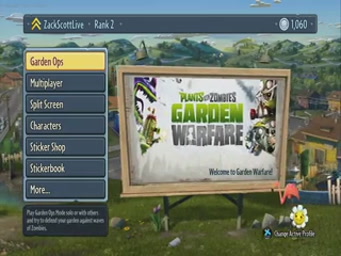 ZackScottLive Rank 2
1,060
Garden Ops
Multiplayer
Split Screen
Characters
Sticker Shop
Stickerbook
More...
PLANTS vs. ZOMBIES
GARDEN
WARFARE
Welcome to Garden Warfare!
Play Garden Ops Mode solo or with others
and try to defend your garden against waves
of Zombies.
Change Active Profile